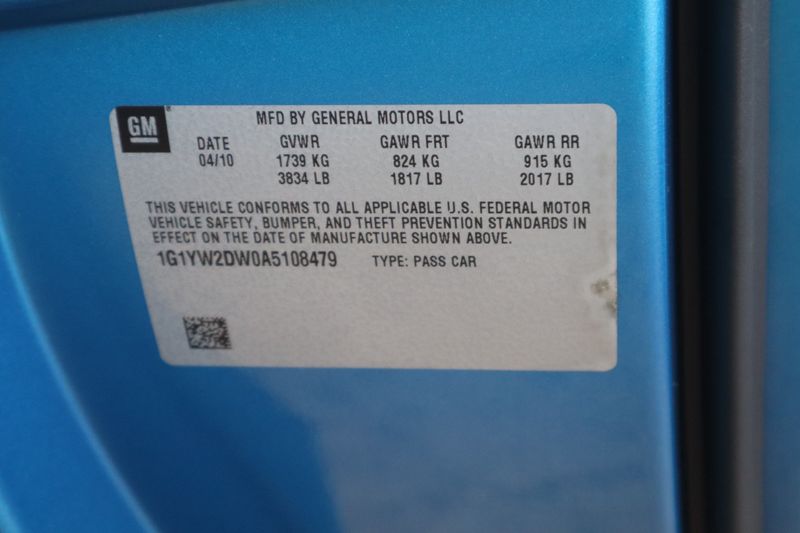 GM
MFD BY GENERAL MOTORS LLC
DATE GVWR GAWR FRT GAWR RR
04/10 1739 KG 824 KG 915 KG
3834 LB 1817 LB 2017 LB
THIS VEHICLE CONFORMS TO ALL APPLICABLE U.S. FEDERAL MOTOR
VEHICLE SAFETY, BUMPER, AND THEFT PREVENTION STANDARDS IN
EFFECT ON THE DATE OF MANUFACTURE SHOWN ABOVE.
1G1YW2DW0A5108479 TYPE: PASS CAR